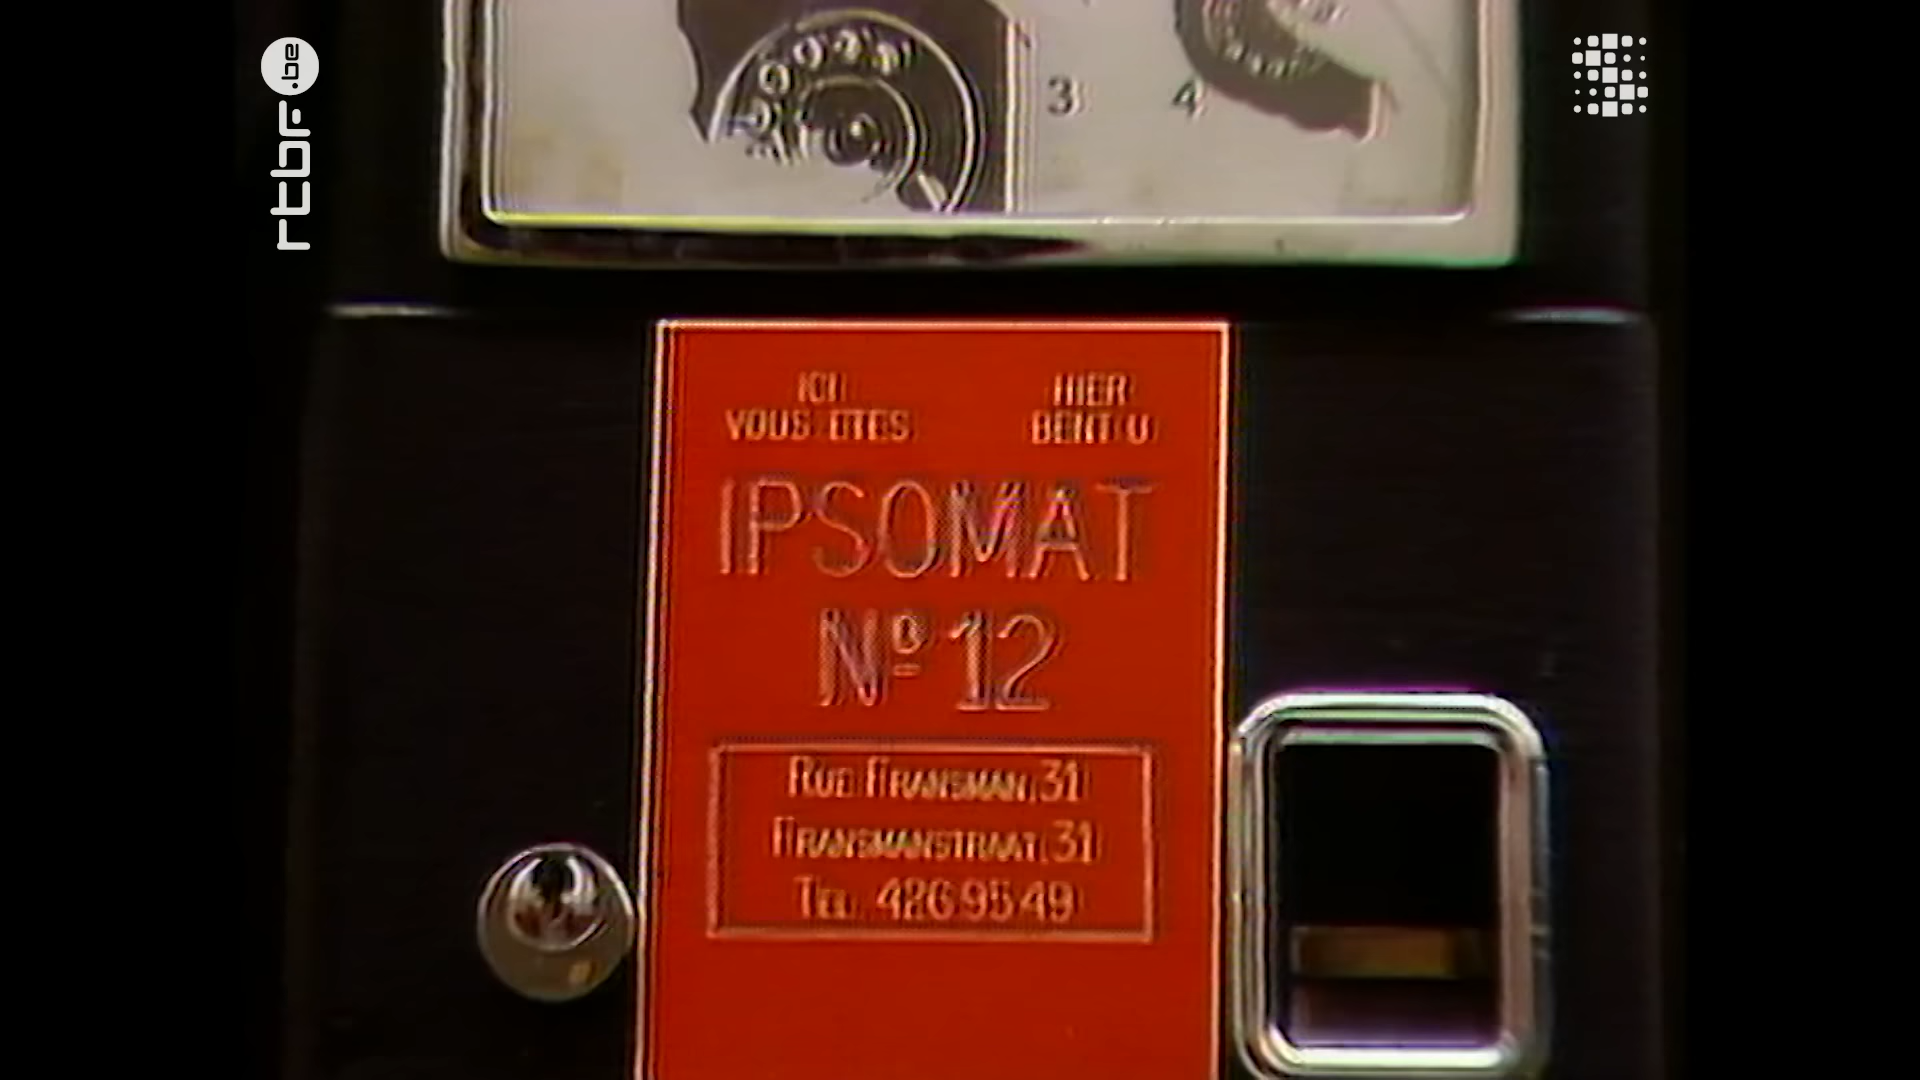 rtbf.be
3 4
ICI
VOUS ETES
HIER
BENT U
IPSOMAT
Nº 12
RUE FRANSMAN, 31
FRANSMANSTRAAT, 31
TEL. 426 95 49